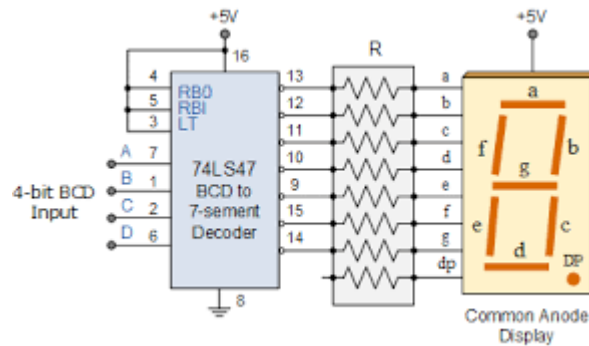 +5V
+5V
16
R
4
RBO
5
RBI
3
LT
A
7
B
1
C
2
D
6
4-bit BCD
Input
74LS47
BCD to
7-sement
Decoder
8
13
12
11
10
9
15
14
a
b
c
d
e
f
g
dp
a
f
b
g
e
c
d
DP
Common Anode
Display